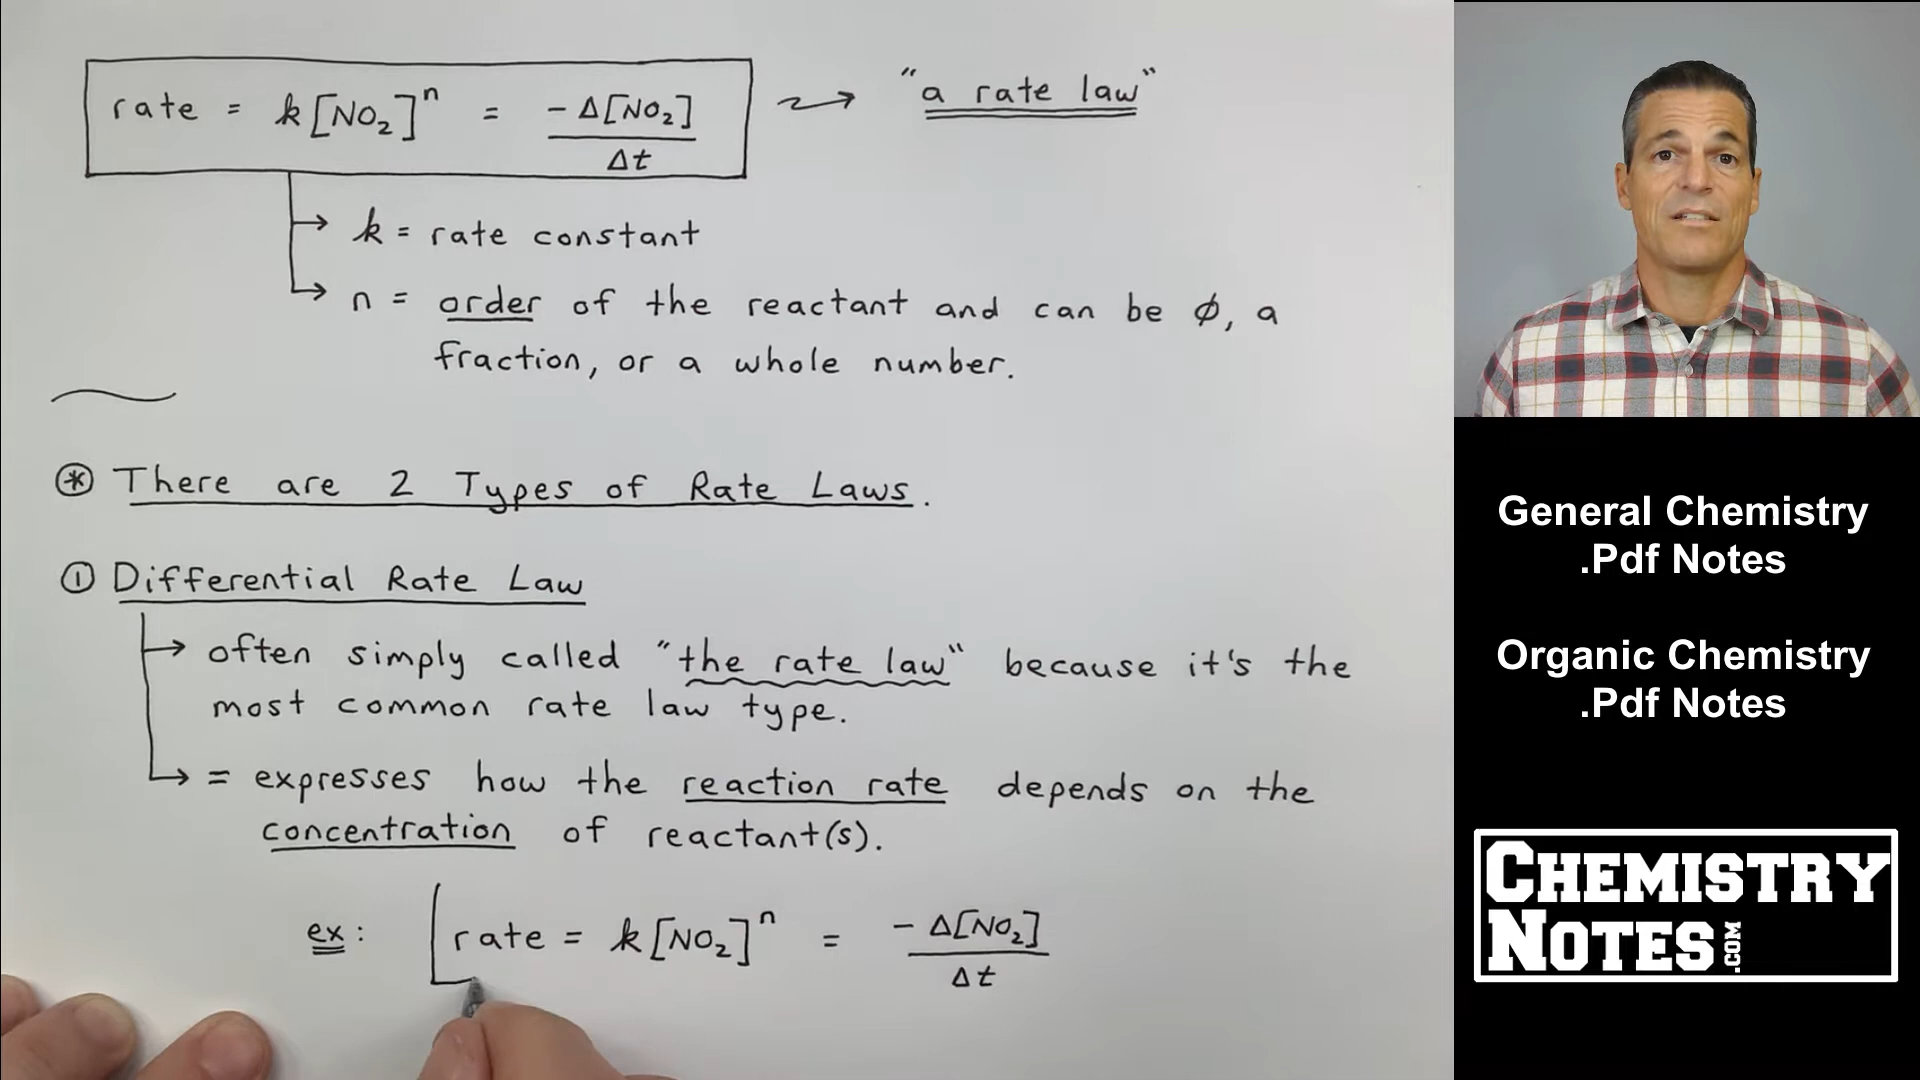 rate = k[NO₂]ⁿ = -Δ[NO₂]/Δt
"a rate law"
k = rate constant
n = order of the reactant and can be ϕ, a
fraction, or a whole number.
⊛ There are 2 Types of Rate Laws.
① Differential Rate Law
often simply called "the rate law" because it's the
most common rate law type.
= expresses how the reaction rate depends on the
concentration of reactant(s).
ex: rate = k[NO₂]ⁿ = -Δ[NO₂]/Δt
General Chemistry
.Pdf Notes
Organic Chemistry
.Pdf Notes
CHEMISTRY
NOTES.COM